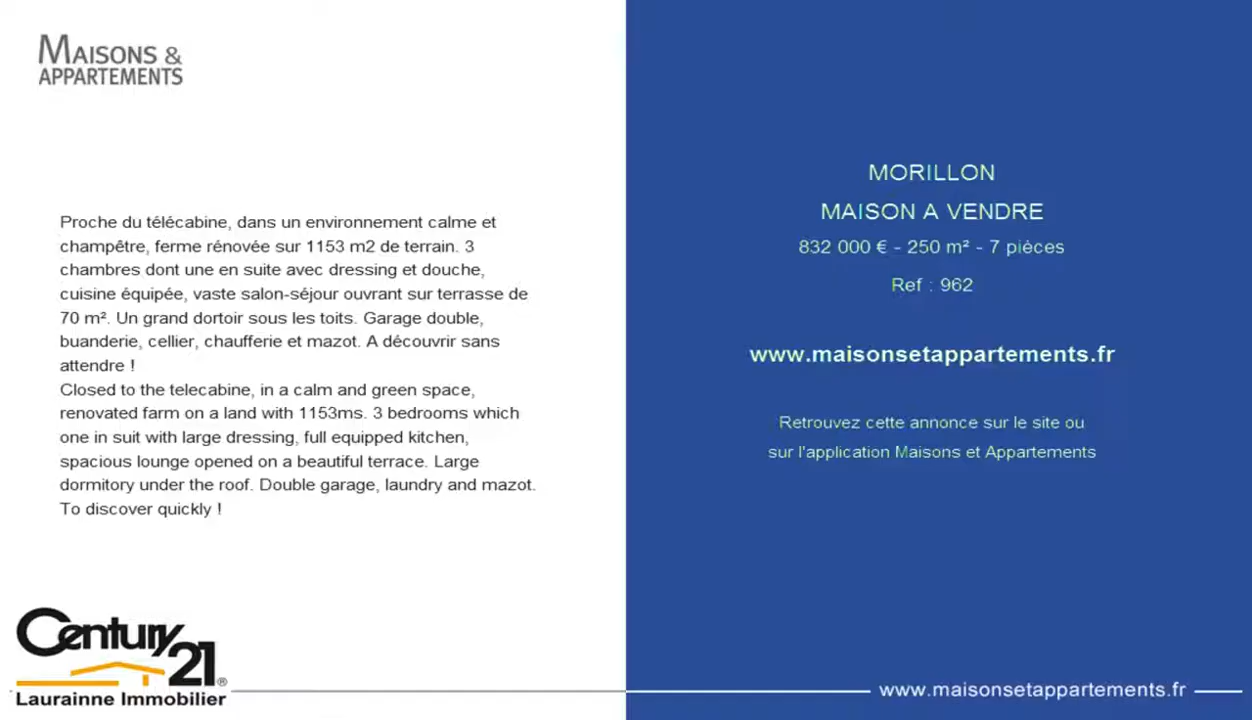 MAISONS &
APPARTEMENTS
Proche du télécabine, dans un environnement calme et
champêtre, ferme rénovée sur 1153 m2 de terrain. 3
chambres dont une en suite avec dressing et douche,
cuisine équipée, vaste salon-séjour ouvrant sur terrasse de
70 m². Un grand dortoir sous les toits. Garage double,
buanderie, cellier, chaufferie et mazot. A découvrir sans
attendre !
Closed to the telecabine, in a calm and green space,
renovated farm on a land with 1153ms. 3 bedrooms which
one in suit with large dressing, full equipped kitchen,
spacious lounge opened on a beautiful terrace. Large
dormitory under the roof. Double garage, laundry and mazot.
To discover quickly !
Century 21®
Laurainne Immobilier
MORILLON
MAISON A VENDRE
832 000 € - 250 m² - 7 pièces
Ref : 962
www.maisonsetappartements.fr
Retrouvez cette annonce sur le site ou
sur l'application Maisons et Appartements
www.maisonsetappartements.fr